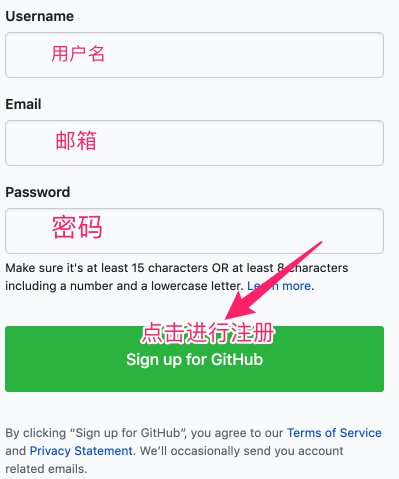 Username
用户名
Email
邮箱
Password
密码
Make sure it's at least 15 characters OR at least 8 characters
including a number and a lowercase letter. Learn more.
点击进行注册
Sign up for GitHub
By clicking “Sign up for GitHub”, you agree to our Terms of Service
and Privacy Statement. We’ll occasionally send you account
related emails.